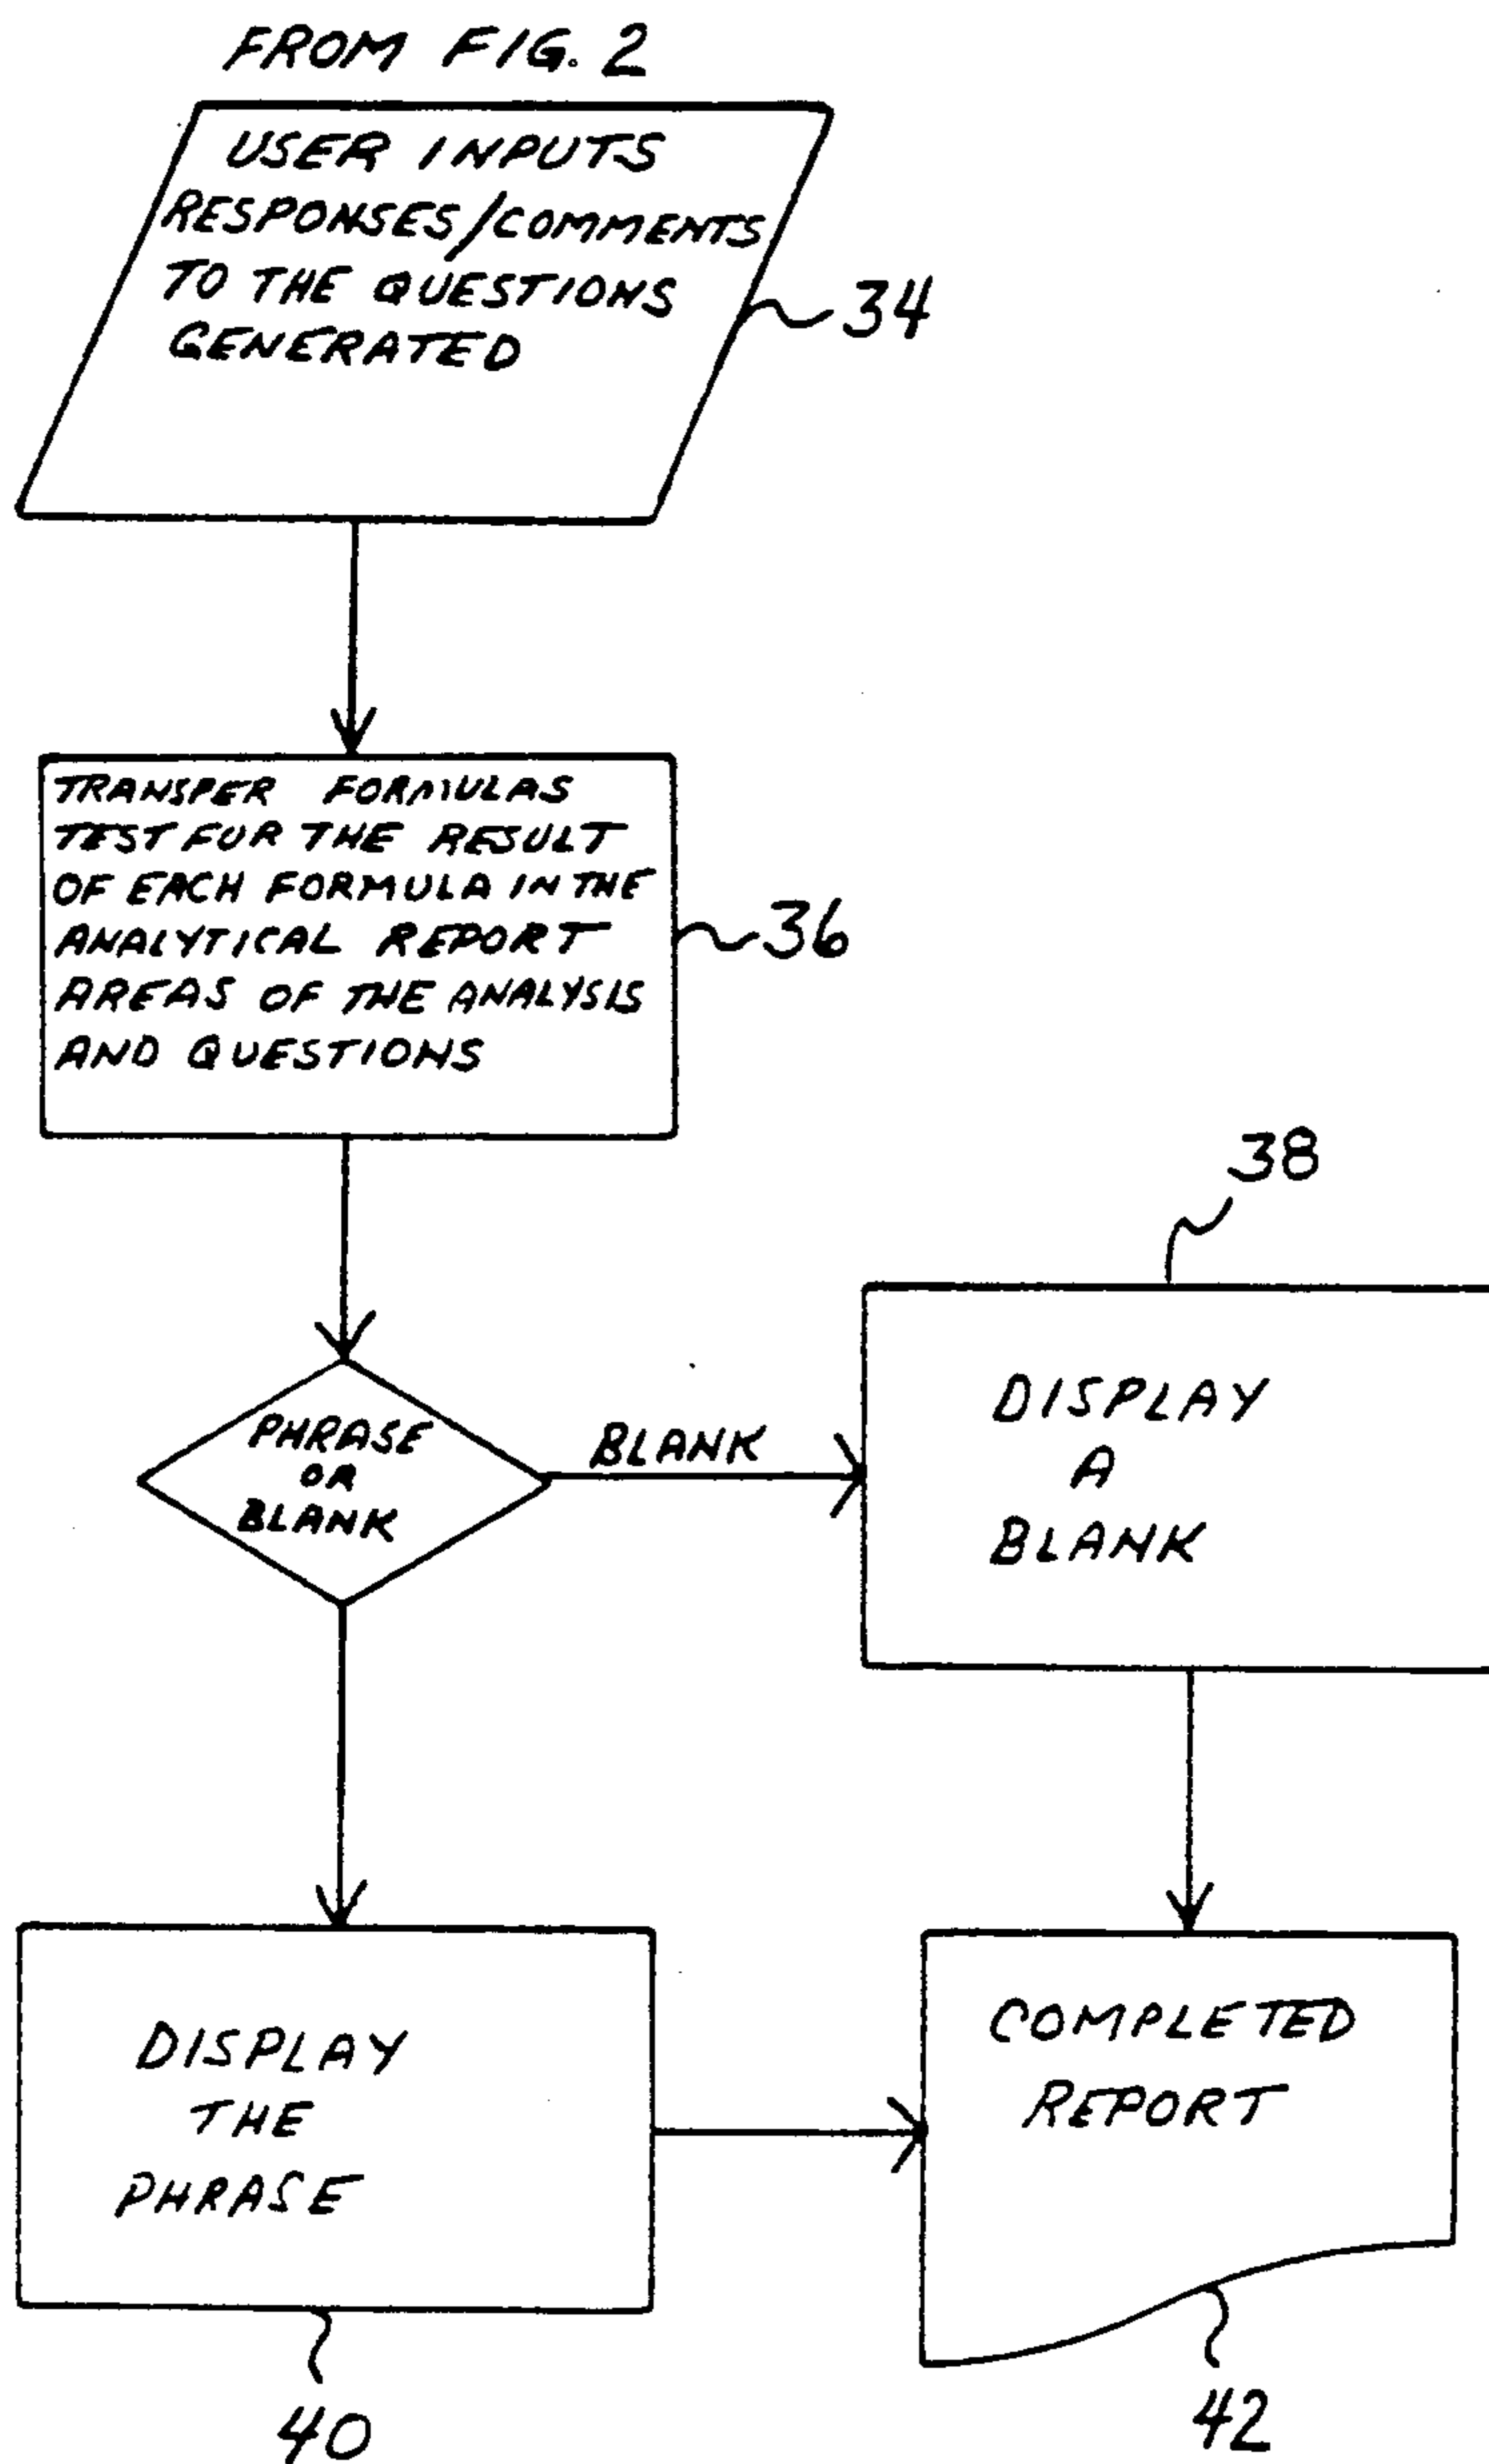 FROM FIG. 2
USER INPUTS
RESPONSES/COMMENTS
TO THE QUESTIONS
GENERATED
34
TRANSFER FORMULAS
TEST FOR THE RESULT
OF EACH FORMULA IN THE
ANALYTICAL REPORT
AREAS OF THE ANALYSIS
AND QUESTIONS
36
38
PHRASE
OR
BLANK
BLANK
DISPLAY
A
BLANK
DISPLAY
THE
PHRASE
COMPLETED
REPORT
40
42